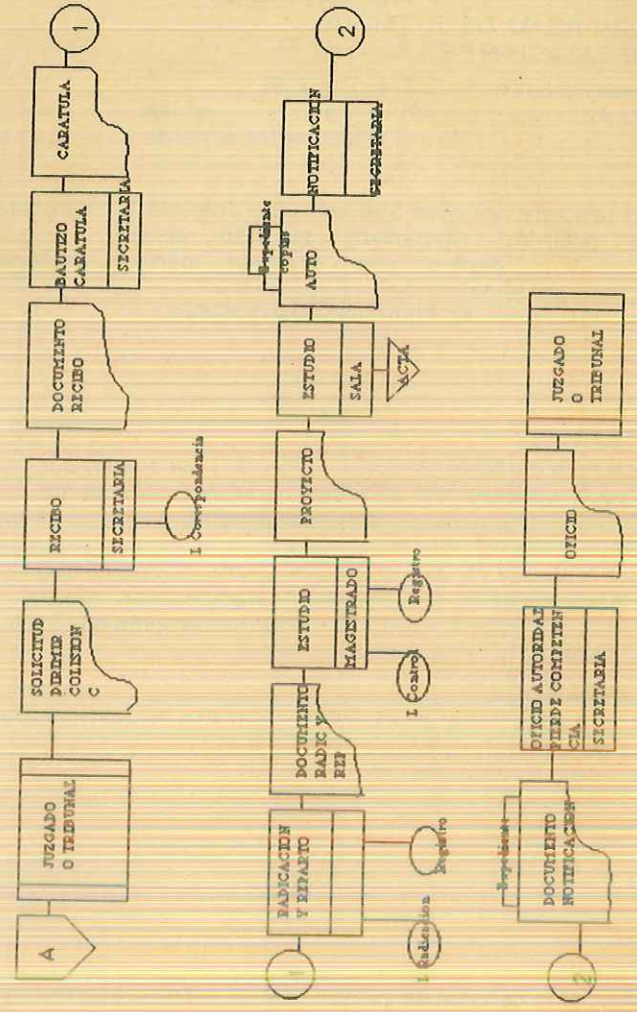 A
JUZGADO
O TRIBUNAL
SOLICITUD
DIRIMIR
COLISION
C
RECIBO
SECRETARIA
L Correspondencia
DOCUMENTO
RECIBO
BAUTIZO
CARATULA
SECRETARIA
CARATULA
1
1
RADICACION
Y REPARTO
L Radicacion
Registro
DOCUMENTO
RADIC Y
REP
ESTUDIO
MAGISTRADO
L Control
Registro
PROYECTO
ESTUDIO
SALA
ACTA
Expediente
copias
AUTO
NOTIFICACION
SECRETARIA
2
2
Expediente
DOCUMENTO
NOTIFICACION
OFICIO AUTORIDAD
PIERDE COMPETEN
CIA
SECRETARIA
OFICIO
JUZGADO
O
TRIBUNAL